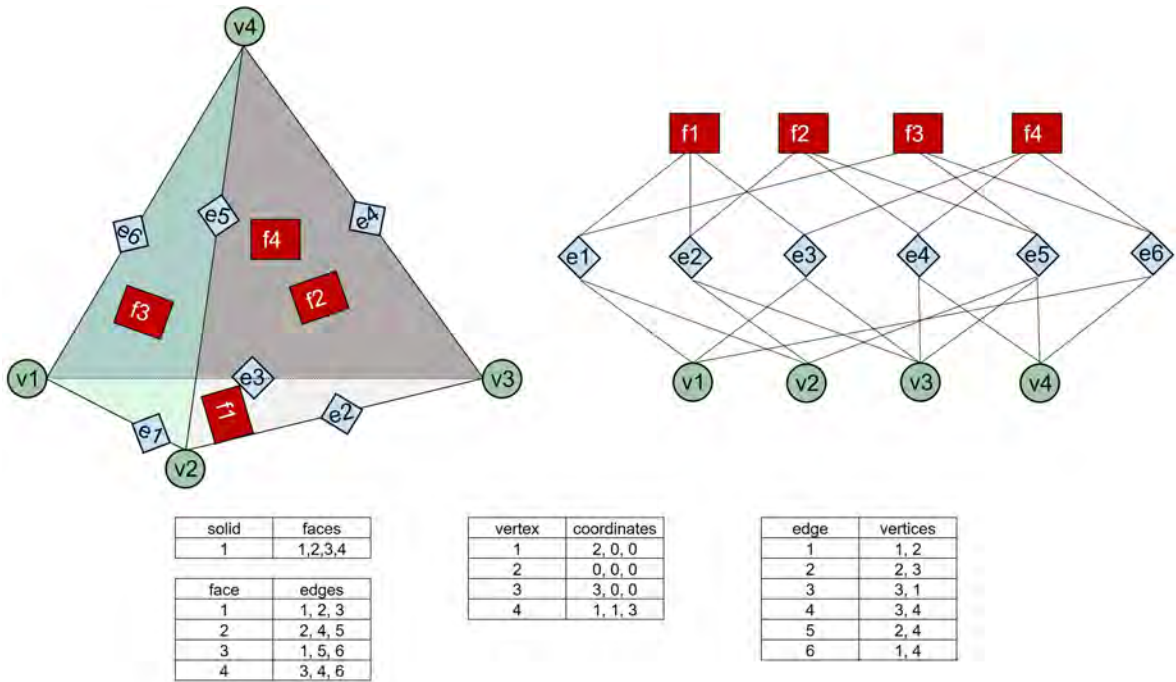 v4
f1 f2 f3 f4
e6 e5 e4
f4
f2
f3
e1 e2 e3 e4 e5 e6
v1 e3 v3
v1 v2 v3 v4
f1 e2
e1
v2
solid faces
1 1,2,3,4
face edges
1 1, 2, 3
2 2, 4, 5
3 1, 5, 6
4 3, 4, 6
vertex coordinates
1 2, 0, 0
2 0, 0, 0
3 3, 0, 0
4 1, 1, 3
edge vertices
1 1, 2
2 2, 3
3 3, 1
4 3, 4
5 2, 4
6 1, 4